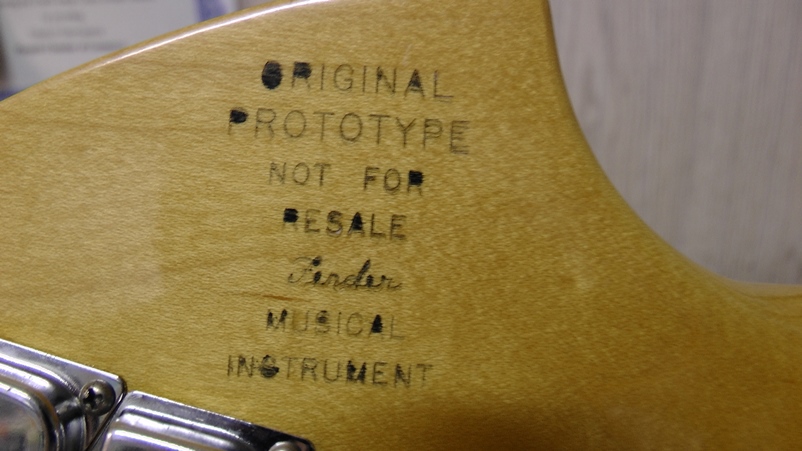 ORIGINAL
PROTOTYPE
NOT FOR
RESALE
Fender
MUSICAL
INSTRUMENT